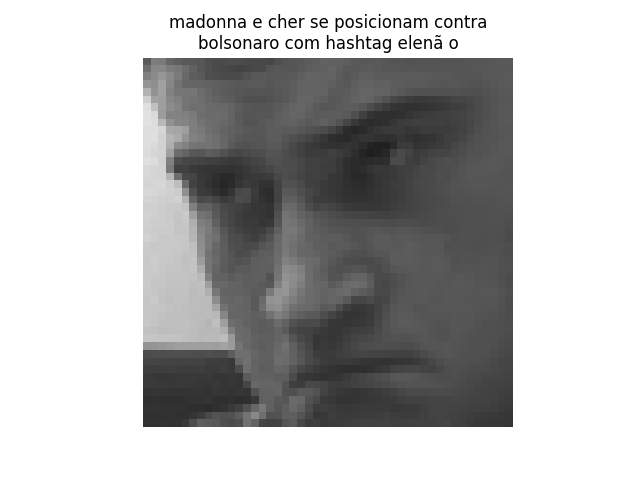 madonna e cher se posicionam contra
bolsonaro com hashtag elenã o